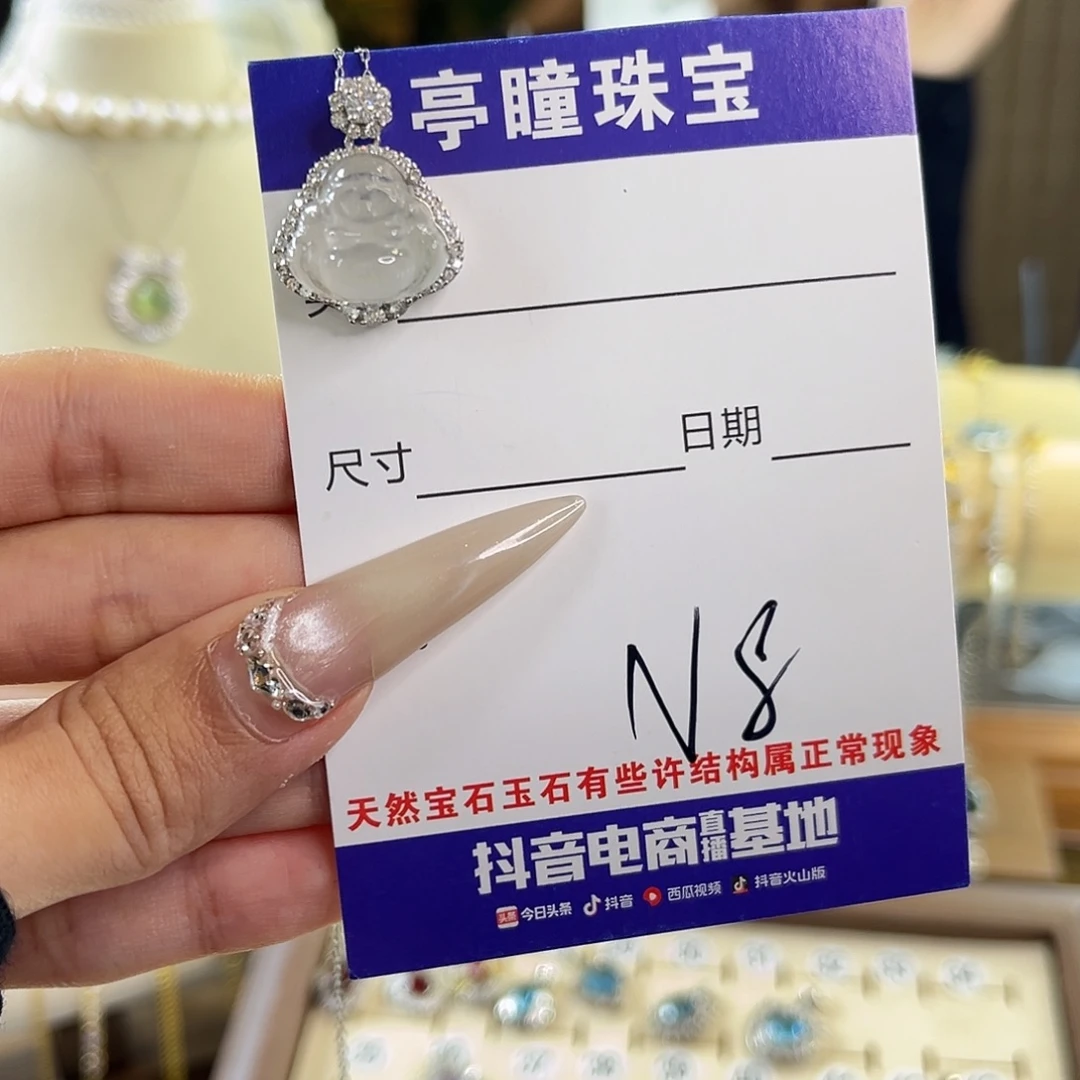 亭瞳珠宝
尺寸 日期
N8
天然宝石玉石有些许结构属正常现象
抖音电商直播基地
头条 今日头条 抖音 西瓜视频 抖音火山版